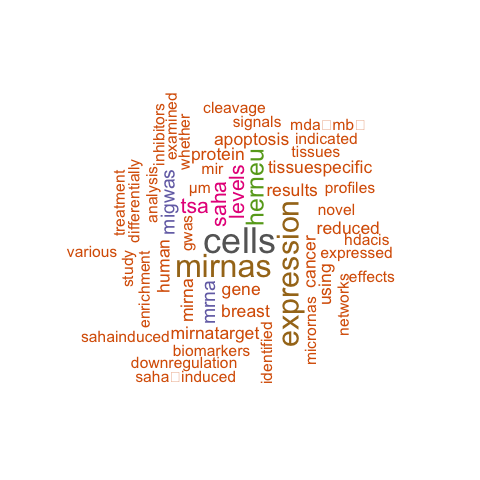 cleavage
signals
mda□mb□
apoptosis
indicated
tissues
protein
tissuespecific
mir
µm
results
profiles
tsa
saha
levels
herneu
novel
inhibitors
examined
whether
treatment
differentially
analysis
migwas
gwas
cells
expression
reduced
hdacis
expressed
cancer
various
study
enrichment
human
mirnas
mirna
mrna
gene
using
effects
networks
breast
micrornas
sahainduced
mirnatarget
identified
biomarkers
downregulation
saha□induced